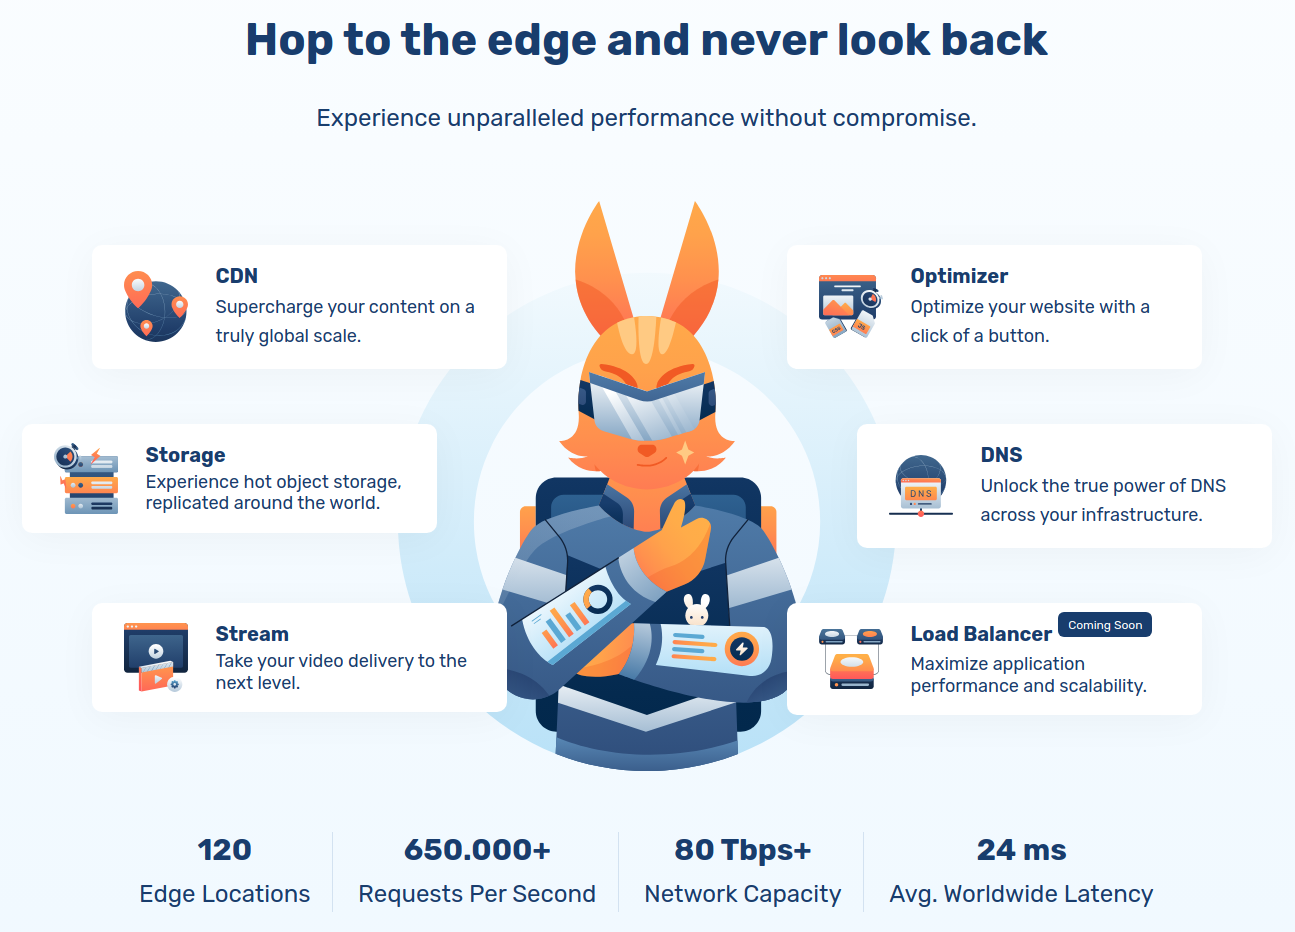 Hop to the edge and never look back
Experience unparalleled performance without compromise.
CDN
Supercharge your content on a
truly global scale.
Optimizer
Optimize your website with a
click of a button.
CSS
JS
Storage
Experience hot object storage,
replicated around the world.
DNS
Unlock the true power of DNS
across your infrastructure.
DNS
Stream
Take your video delivery to the
next level.
Load Balancer
Coming Soon
Maximize application
performance and scalability.
120
Edge Locations
650.000+
Requests Per Second
80 Tbps+
Network Capacity
24 ms
Avg. Worldwide Latency